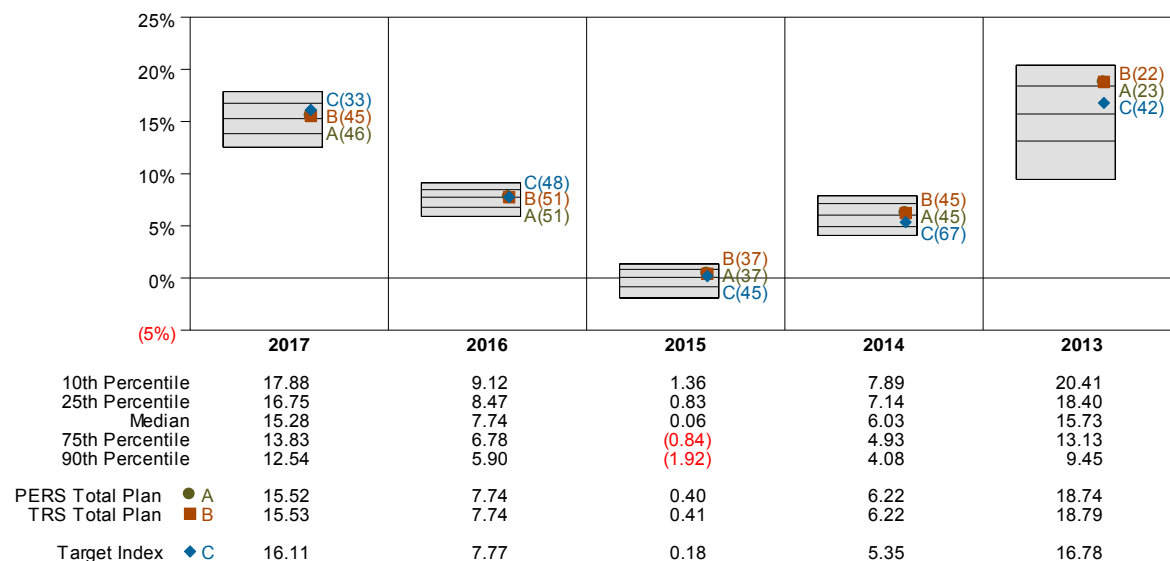 25%
20%
15%
10%
5%
0%
(5%)
C(33)
B(45)
A(46)
C(48)
B(51)
A(51)
B(37)
A(37)
C(45)
B(45)
A(45)
C(67)
B(22)
A(23)
C(42)
2017 2016 2015 2014 2013
10th Percentile 17.88 9.12 1.36 7.89 20.41
25th Percentile 16.75 8.47 0.83 7.14 18.40
Median 15.28 7.74 0.06 6.03 15.73
75th Percentile 13.83 6.78 (0.84) 4.93 13.13
90th Percentile 12.54 5.90 (1.92) 4.08 9.45
PERS Total Plan A 15.52 7.74 0.40 6.22 18.74
TRS Total Plan B 15.53 7.74 0.41 6.22 18.79
Target Index C 16.11 7.77 0.18 5.35 16.78